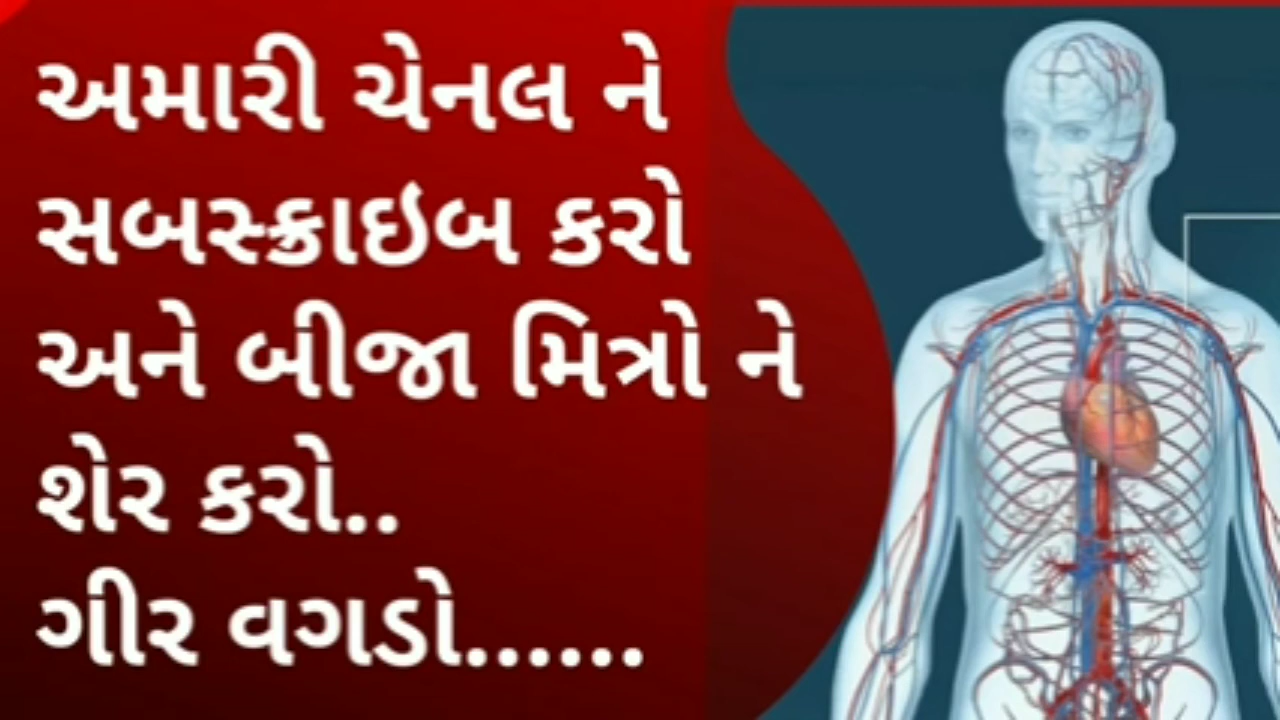 અમારી ચેનલ ને
સબસ્ક્રાઇબ કરો
અને બીજા મિત્રો ને
શેર કરો..
ગીર વગડો......